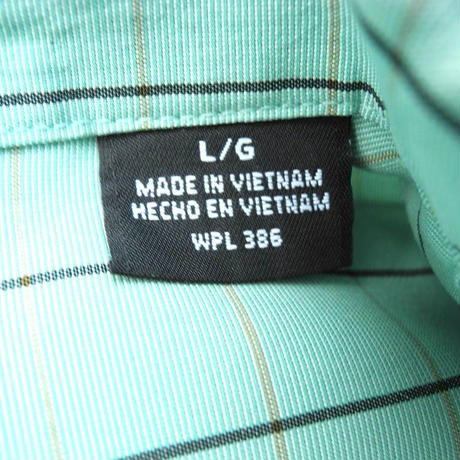 L/G
MADE IN VIETNAM
HECHO EN VIETNAM
WPL 386